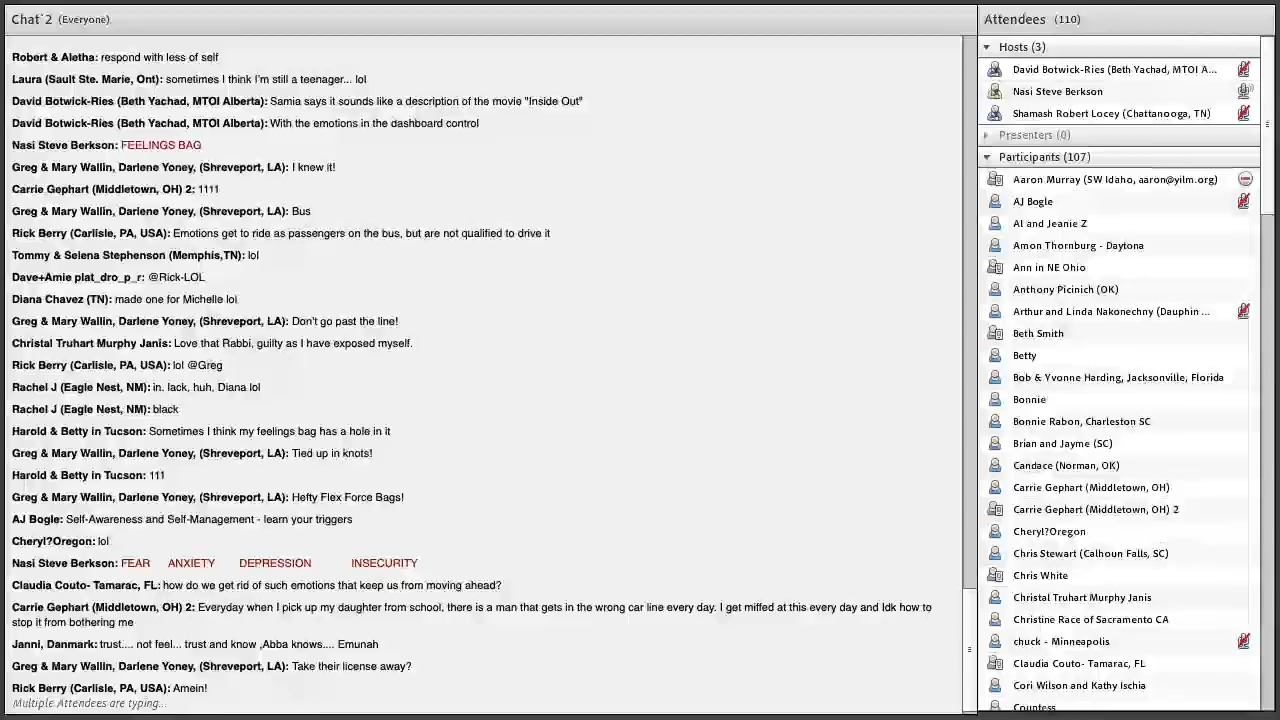 Chat`2 (Everyone)
Robert & Aletha: respond with less of self
Laura (Sault Ste. Marie, Ont): sometimes I think I'm still a teenager... lol
David Botwick-Ries (Beth Yachad, MTOI Alberta): Samia says it sounds like a description of the movie "Inside Out"
David Botwick-Ries (Beth Yachad, MTOI Alberta): With the emotions in the dashboard control
Nasi Steve Berkson: FEELINGS BAG
Greg & Mary Wallin, Darlene Yoney, (Shreveport, LA): I knew it!
Carrie Gephart (Middletown, OH) 2: 1111
Greg & Mary Wallin, Darlene Yoney, (Shreveport, LA): Bus
Rick Berry (Carlisle, PA, USA): Emotions get to ride as passengers on the bus, but are not qualified to drive it
Tommy & Selena Stephenson (Memphis,TN): lol
Dave+Amie plat_dro_p_r: @Rick-LOL
Diana Chavez (TN): made one for Michelle lol
Greg & Mary Wallin, Darlene Yoney, (Shreveport, LA): Don't go past the line!
Christal Truhart Murphy Janis: Love that Rabbi, guilty as I have exposed myself.
Rick Berry (Carlisle, PA, USA): lol @Greg
Rachel J (Eagle Nest, NM): in. lack, huh, Diana lol
Rachel J (Eagle Nest, NM): black
Harold & Betty in Tucson: Sometimes I think my feelings bag has a hole in it
Greg & Mary Wallin, Darlene Yoney, (Shreveport, LA): Tied up in knots!
Harold & Betty in Tucson: 111
Greg & Mary Wallin, Darlene Yoney, (Shreveport, LA): Hefty Flex Force Bags!
AJ Bogle: Self-Awareness and Self-Management - learn your triggers
Cheryl?Oregon: lol
Nasi Steve Berkson: FEAR ANXIETY DEPRESSION INSECURITY
Claudia Couto- Tamarac, FL: how do we get rid of such emotions that keep us from moving ahead?
Carrie Gephart (Middletown, OH) 2: Everyday when I pick up my daughter from school, there is a man that gets in the wrong car line every day. I get miffed at this every day and Idk how to
stop it from bothering me
Janni, Danmark: trust.... not feel... trust and know ,Abba knows.... Emunah
Greg & Mary Wallin, Darlene Yoney, (Shreveport, LA): Take their license away?
Rick Berry (Carlisle, PA, USA): Amein!
Multiple Attendees are typing...
Attendees (110)
Hosts (3)
David Botwick-Ries (Beth Yachad, MTOI A...
Nasi Steve Berkson
Shamash Robert Locey (Chattanooga, TN)
Presenters (0)
Participants (107)
Aaron Murray (SW Idaho, aaron@yilm.org)
AJ Bogle
Al and Jeanie Z
Amon Thornburg - Daytona
Ann in NE Ohio
Anthony Picinich (OK)
Arthur and Linda Nakonechny (Dauphin ...
Beth Smith
Betty
Bob & Yvonne Harding, Jacksonville, Florida
Bonnie
Bonnie Rabon, Charleston SC
Brian and Jayme (SC)
Candace (Norman, OK)
Carrie Gephart (Middletown, OH)
Carrie Gephart (Middletown, OH) 2
Cheryl?Oregon
Chris Stewart (Calhoun Falls, SC)
Chris White
Christal Truhart Murphy Janis
Christine Race of Sacramento CA
chuck - Minneapolis
Claudia Couto- Tamarac, FL
Cori Wilson and Kathy Ischia
Countess